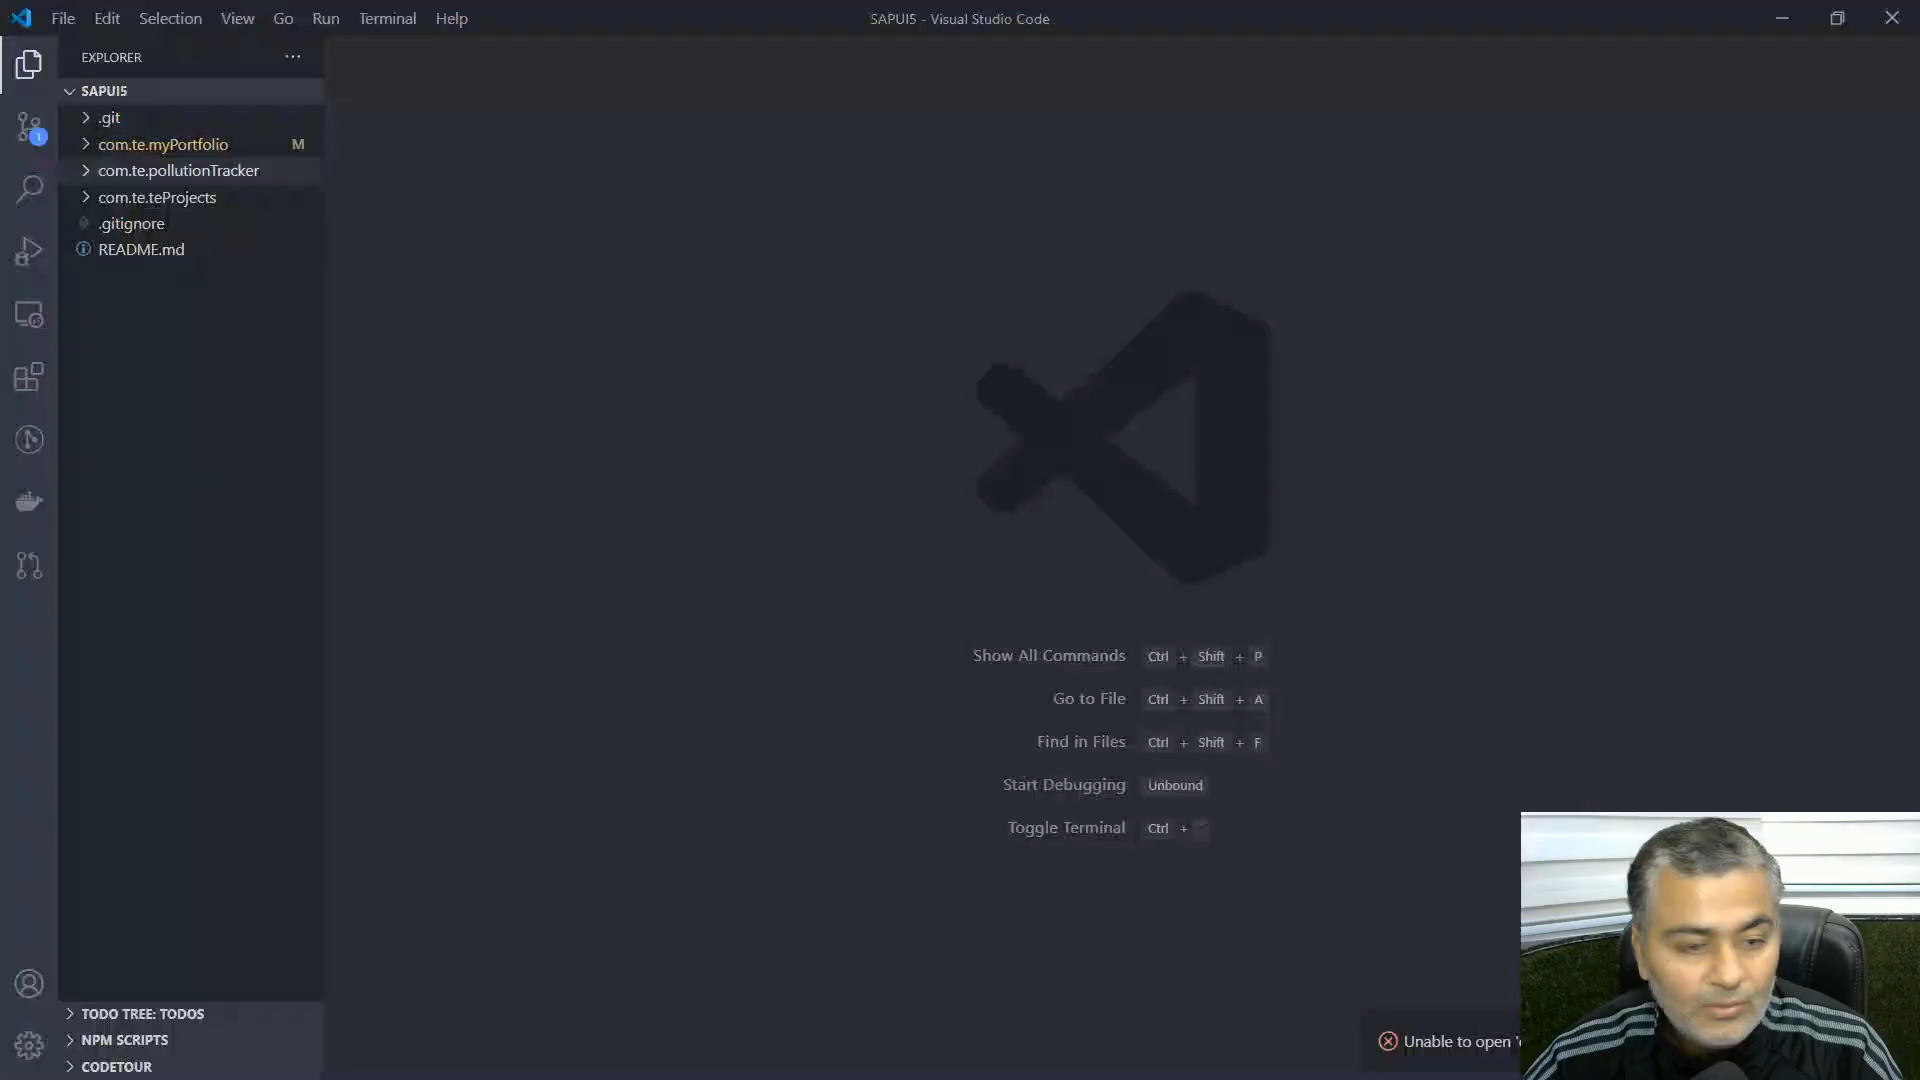 File Edit Selection View Go Run Terminal Help
SAPUI5 - Visual Studio Code
EXPLORER
SAPUI5
.git
com.te.myPortfolio M
com.te.pollutionTracker
com.te.teProjects
.gitignore
README.md
1
Show All Commands Ctrl + Shift + P
Go to File Ctrl + Shift + A
Find in Files Ctrl + Shift + F
Start Debugging Unbound
Toggle Terminal Ctrl + `
TODO TREE: TODOS
NPM SCRIPTS
CODETOUR
Unable to open '